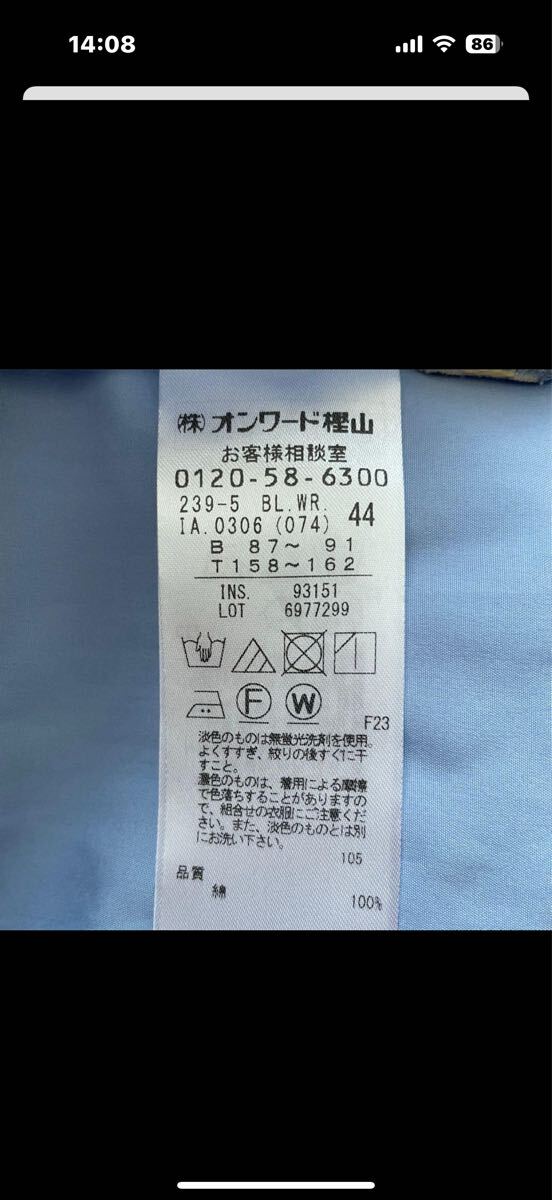 14:08
86
㈱オンワード樫山
お客様相談室
0120-58-6300
239-5 BL.WR.
IA.0306 (074) 44
B 87～ 91
T158～162
INS. 93151
LOT 6977299
F W
F23
淡色のものは無蛍光洗剤を使用。
よくすすぎ、絞りの後すぐに干
すこと。
濃色のものは、着用による摩擦
で色落ちすることがありますの
で、組合せの衣服にご注意くだ
さい。また、淡色のものとは別
にお洗い下さい。
105
品質
綿
100%